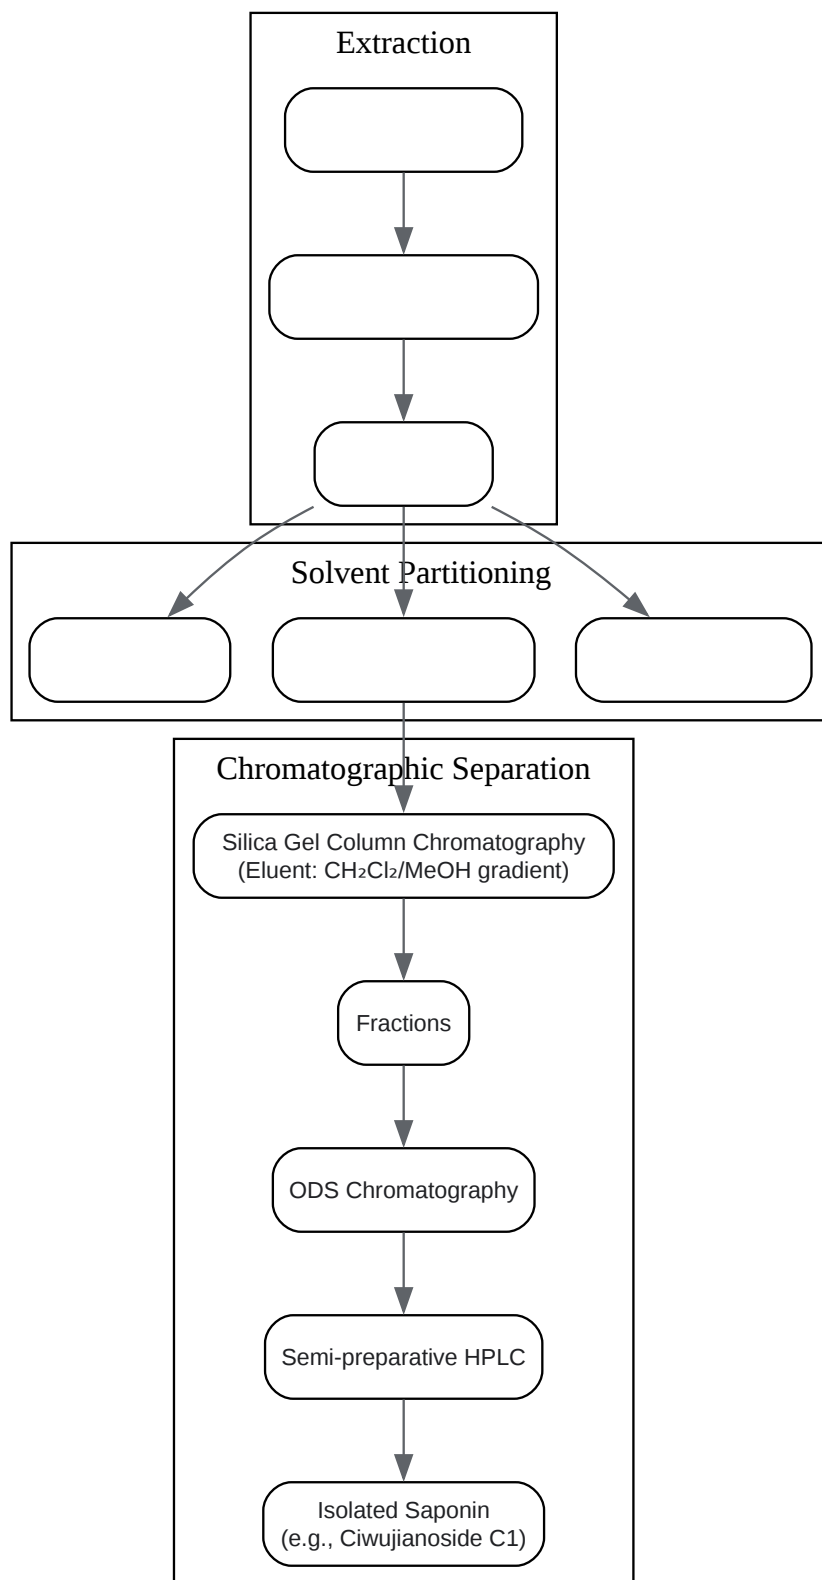 Extraction
Solvent Partitioning
Chromatographic Separation
Silica Gel Column Chromatography
(Eluent: CH₂Cl₂/MeOH gradient)
Fractions
ODS Chromatography
Semi-preparative HPLC
Isolated Saponin
(e.g., Ciwujianoside C1)